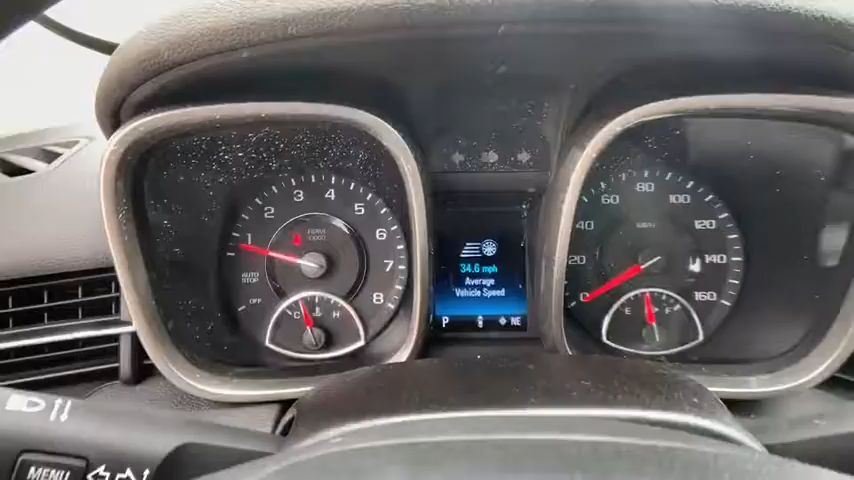 1 2 3 4 5 6 7 8
AUTO
STOP
OFF
C H
34.6 mph
Average
Vehicle Speed
P NE
0 20 40 60 80 100 120 140 160
MPH
E F
MENU